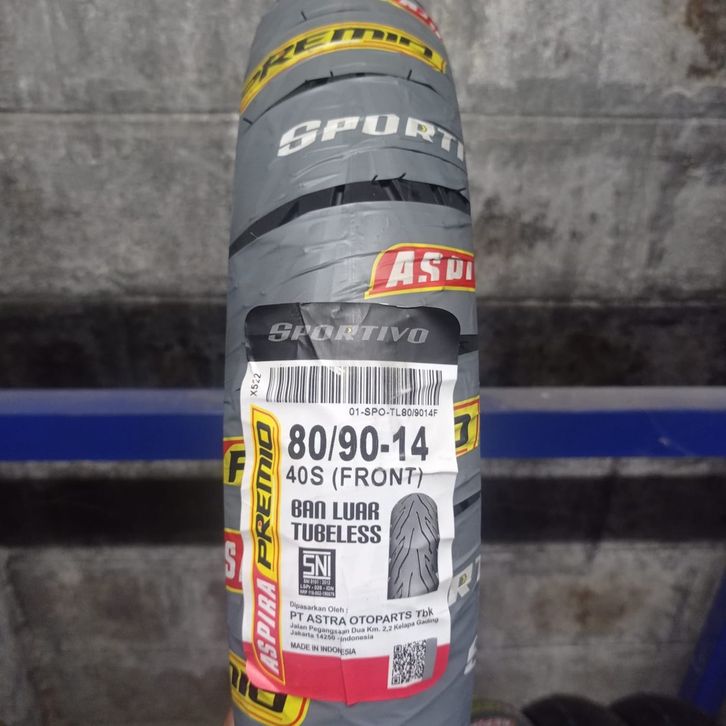 PREMIO
SPORTIVO
ASPI
SPORTIVO
X522
01-SPO-TL80/9014F
80/90-14
40S (FRONT)
BAN LUAR
TUBELESS
ASPIRA PREMIO
SNI
Dipasarkan Oleh :
PT ASTRA OTOPARTS Tbk
Jalan Pegangsaan Dua Km. 2,2 Kelapa Gading
Jakarta 14250 -Indonesia
MADE IN INDONESIA